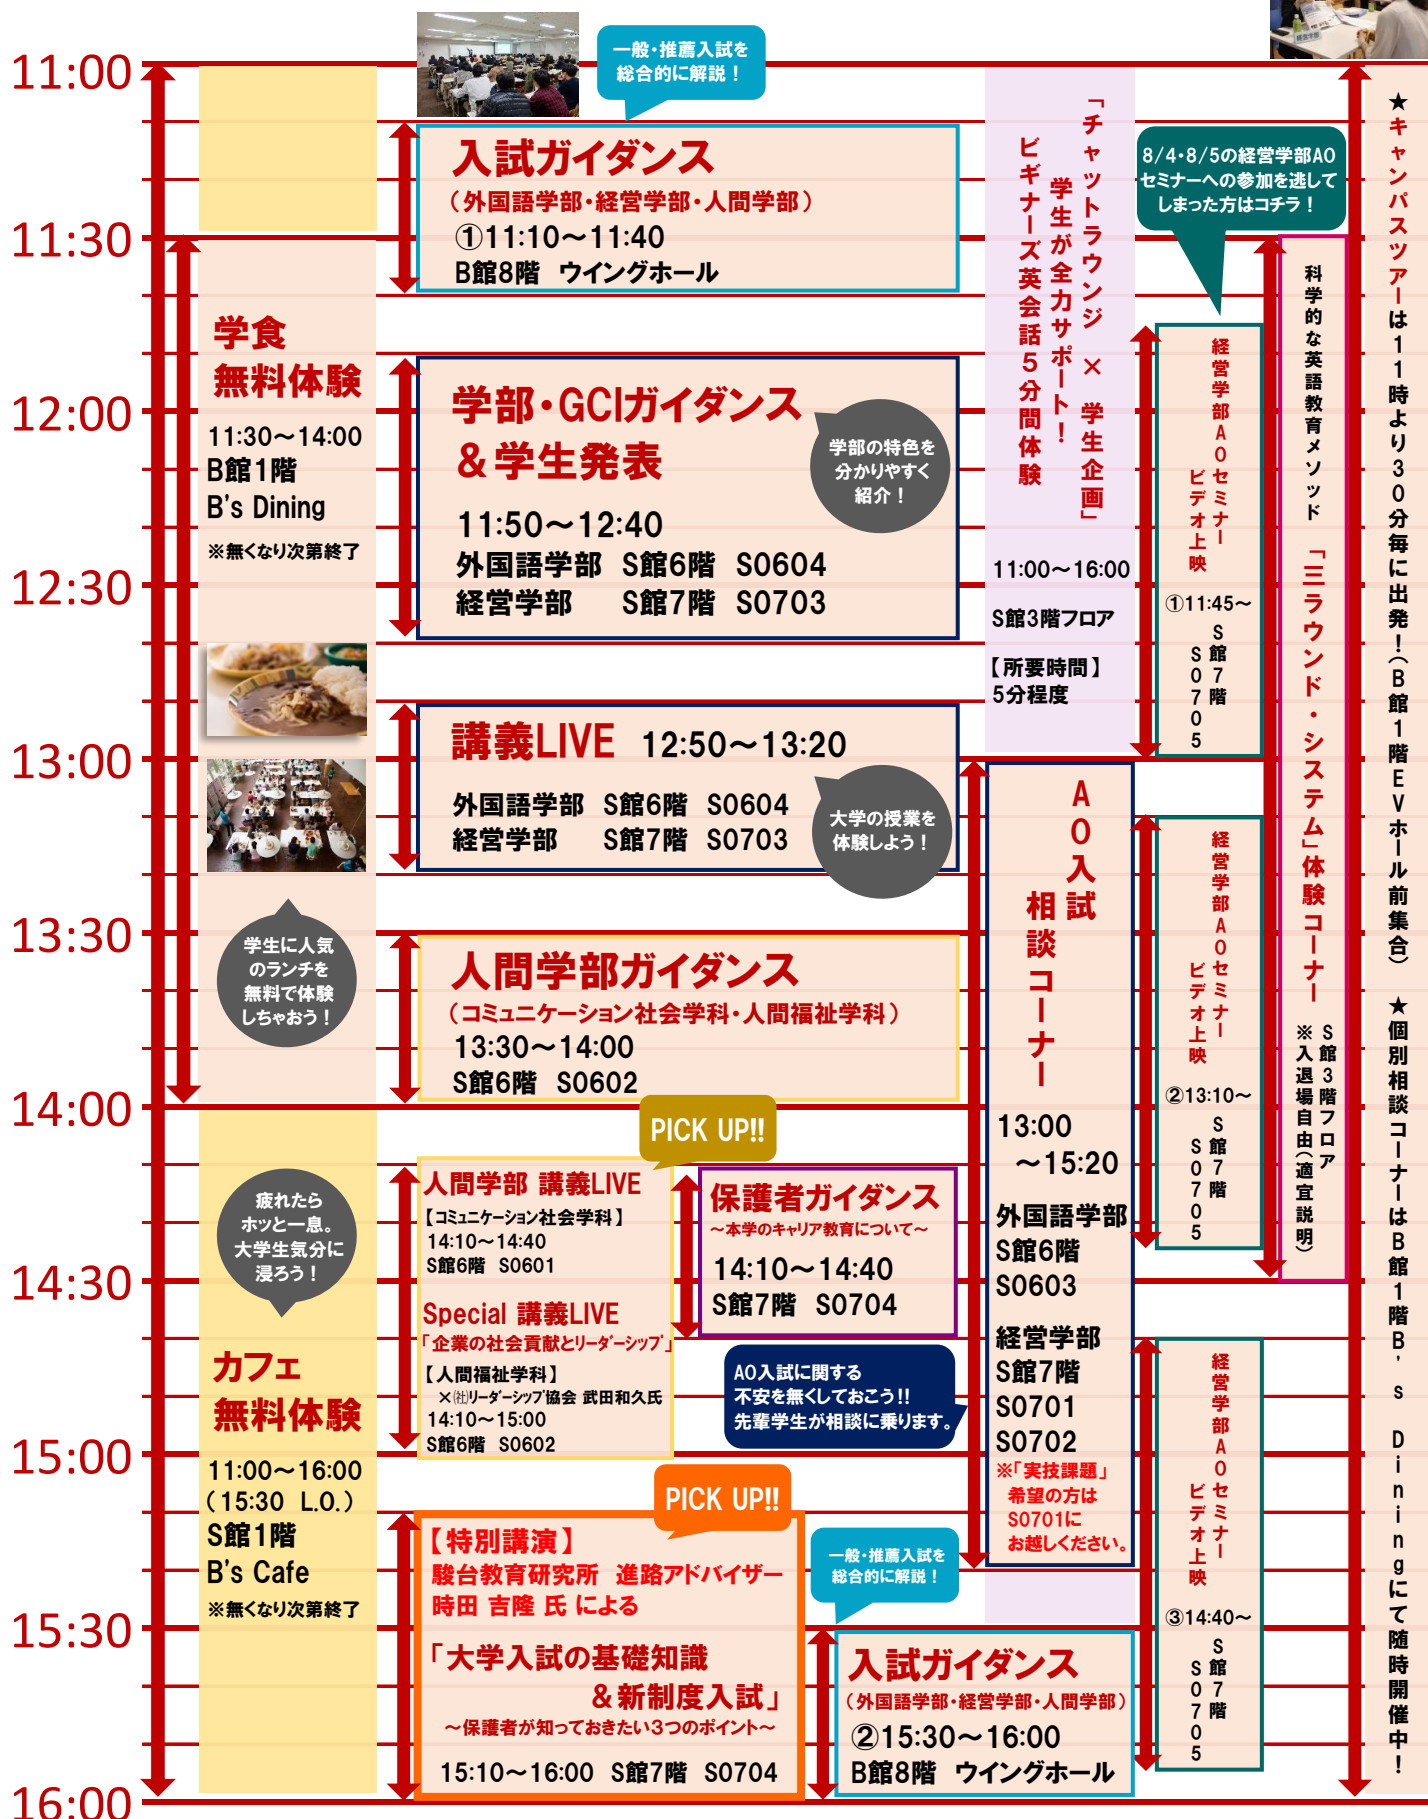 11:00
11:30
12:00
12:30
13:00
13:30
14:00
14:30
15:00
15:30
16:00
学食
無料体験
11:30～14:00
B館1階
B's Dining
※無くなり次第終了
学生に人気
のランチを
無料で体験
しちゃおう！
疲れたら
ホッと一息。
大学生気分に
浸ろう！
カフェ
無料体験
11:00～16:00
（15:30 L.O.）
S館1階
B's Cafe
※無くなり次第終了
一般・推薦入試を
総合的に解説！
入試ガイダンス
（外国語学部・経営学部・人間学部）
①11:10～11:40
B館8階 ウイングホール
学部・GCIガイダンス
＆学生発表
11:50～12:40
外国語学部 S館6階 S0604
経営学部 S館7階 S0703
学部の特色を
分かりやすく
紹介！
講義LIVE 12:50～13:20
外国語学部 S館6階 S0604
経営学部 S館7階 S0703
大学の授業を
体験しよう！
人間学部ガイダンス
（コミュニケーション社会学科・人間福祉学科）
13:30～14:00
S館6階 S0602
PICK UP!!
人間学部 講義LIVE
【コミュニケーション社会学科】
14:10～14:40
S館6階 S0601
Special 講義LIVE
「企業の社会貢献とリーダーシップ」
【人間福祉学科】
×㈳リーダーシップ協会 武田和久氏
14:10～15:00
S館6階 S0602
保護者ガイダンス
～本学のキャリア教育について～
14:10～14:40
S館7階 S0704
AO入試に関する
不安を無くしておこう!!
先輩学生が相談に乗ります。
PICK UP!!
【特別講演】
駿台教育研究所 進路アドバイザー
時田 吉隆 氏 による
「大学入試の基礎知識
＆新制度入試」
～保護者が知っておきたい3つのポイント～
15:10～16:00 S館7階 S0704
一般・推薦入試を
総合的に解説！
入試ガイダンス
（外国語学部・経営学部・人間学部）
②15:30～16:00
B館8階 ウイングホール
「チャットラウンジ × 学生企画」
学生が全力サポート！
ビギナーズ英会話5分間体験
11:00～16:00
S館3階フロア
【所要時間】
5分程度
AO入試
相談コーナー
13:00
～15:20
外国語学部
S館6階
S0603
経営学部
S館7階
S0701
S0702
※「実技課題」
希望の方は
S0701に
お越しください。
8/4・8/5の経営学部AO
セミナーへの参加を逃して
しまった方はコチラ！
経営学部AOセミナー
ビデオ上映
①11:45～
S館7階
S0705
経営学部AOセミナー
ビデオ上映
②13:10～
S館7階
S0705
経営学部AOセミナー
ビデオ上映
③14:40～
S館7階
S0705
科学的な英語教育メソッド 「三ラウンド・システム」体験コーナー
S館3階フロア
※入退場自由（適宜説明）
★キャンパスツアーは11時より30分毎に出発！（B館1階EVホール前集合） ★個別相談コーナーはB館1階B's Diningにて随時開催中！
経営学部